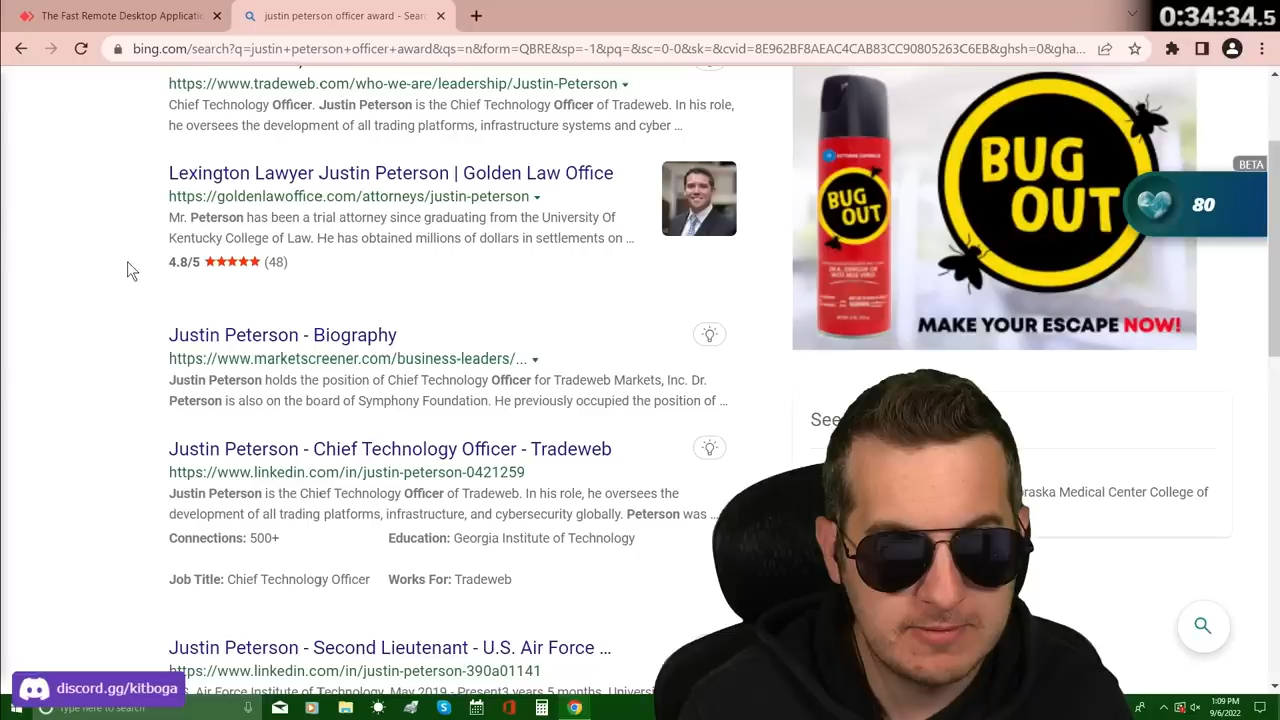 The Fast Remote Desktop Applicati
justin peterson officer award - Sear
0:34:34.5
bing.com/search?q=justin+peterson+officer+award&qs=n&form=QBRE&sp=-1&pq=&sc=0-0&sk=&cvid=8E962BF8AEAC4CAB83CC90805263C6EB&ghsh=0&gha...
https://www.tradeweb.com/who-we-are/leadership/Justin-Peterson
Chief Technology Officer. Justin Peterson is the Chief Technology Officer of Tradeweb. In his role,
he oversees the development of all trading platforms, infrastructure systems and cyber ...
Lexington Lawyer Justin Peterson | Golden Law Office
https://goldenlawoffice.com/attorneys/justin-peterson
Mr. Peterson has been a trial attorney since graduating from the University Of
Kentucky College of Law. He has obtained millions of dollars in settlements on ...
4.8/5 ★★★★★ (48)
Justin Peterson - Biography
https://www.marketscreener.com/business-leaders/...
Justin Peterson holds the position of Chief Technology Officer for Tradeweb Markets, Inc. Dr.
Peterson is also on the board of Symphony Foundation. He previously occupied the position of ...
Justin Peterson - Chief Technology Officer - Tradeweb
https://www.linkedin.com/in/justin-peterson-0421259
Justin Peterson is the Chief Technology Officer of Tradeweb. In his role, he oversees the
development of all trading platforms, infrastructure, and cybersecurity globally. Peterson was ...
Connections: 500+ Education: Georgia Institute of Technology
Job Title: Chief Technology Officer Works For: Tradeweb
Justin Peterson - Second Lieutenant - U.S. Air Force ...
https://www.linkedin.com/in/justin-peterson-390a01141
Air Force Institute of Technology, May 2019 - Present3 years 5 months,
BUG
OUT
BUG
OUT
MAKE YOUR ESCAPE NOW!
BETA
80
See
Medical Center College of
discord.gg/kitboga
Type here to search
1:09 PM
9/6/2022